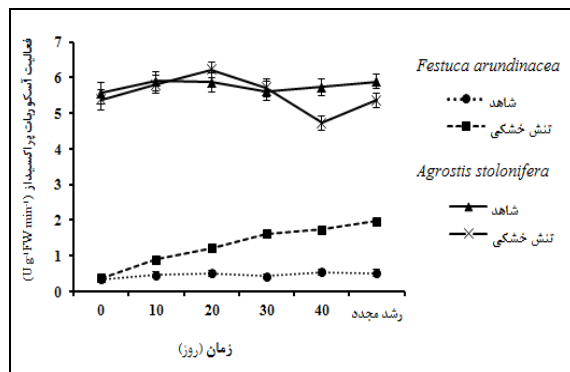 فعالیت آسکوربات پراکسیداز
(U g⁻¹FW min⁻¹)
7
6
5
4
3
2
1
0
0 10 20 30 40 رشد مجدد
زمان (روز)
Festuca arundinacea
شاهد
تنش خشکی
Agrostis stolonifera
شاهد
تنش خشکی